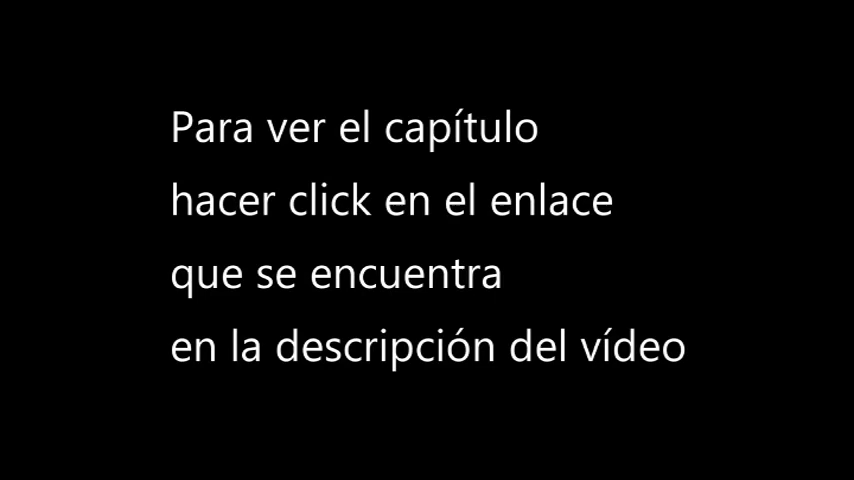 Para ver el capítulo
hacer click en el enlace
que se encuentra
en la descripción del vídeo